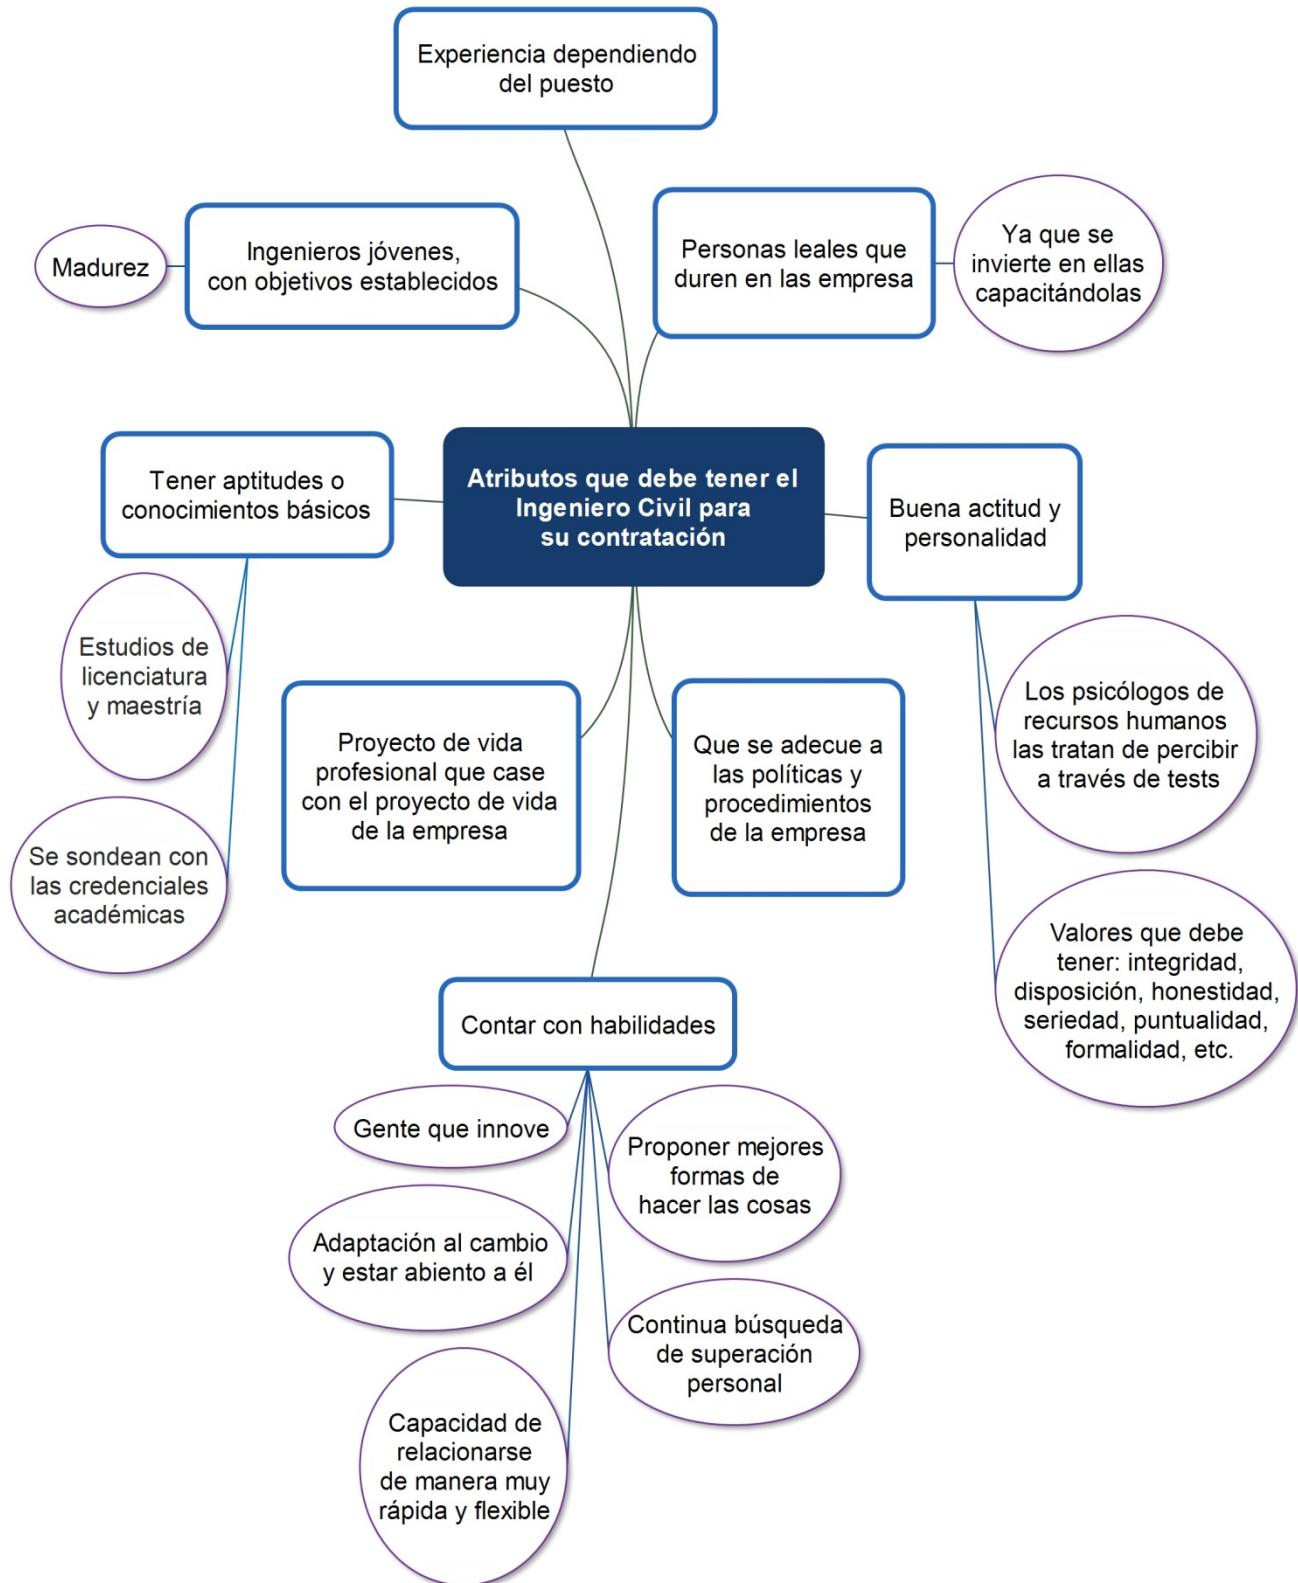 Experiencia dependiendo
del puesto
Ingenieros jóvenes,
con objetivos establecidos
Madurez
Personas leales que
duren en las empresa
Ya que se
invierte en ellas
capacitándolas
Atributos que debe tener el
Ingeniero Civil para
su contratación
Tener aptitudes o
conocimientos básicos
Estudios de
licenciatura
y maestría
Se sondean con
las credenciales
académicas
Buena actitud y
personalidad
Los psicólogos de
recursos humanos
las tratan de percibir
a través de tests
Valores que debe
tener: integridad,
disposición, honestidad,
seriedad, puntualidad,
formalidad, etc.
Proyecto de vida
profesional que case
con el proyecto de vida
de la empresa
Que se adecue a
las políticas y
procedimientos
de la empresa
Contar con habilidades
Gente que innove
Proponer mejores
formas de
hacer las cosas
Adaptación al cambio
y estar abiento a él
Continua búsqueda
de superación
personal
Capacidad de
relacionarse
de manera muy
rápida y flexible